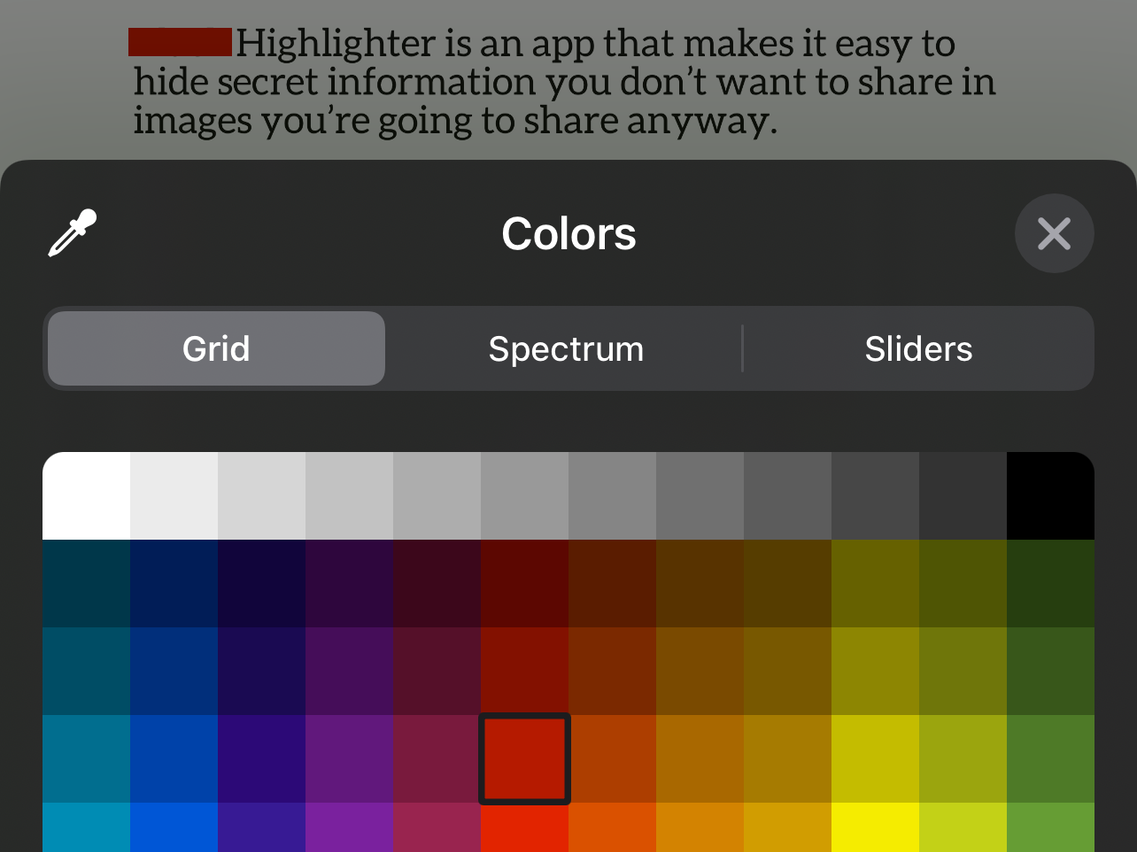 Highlighter is an app that makes it easy to
hide secret information you don’t want to share in
images you’re going to share anyway.
Colors
Grid Spectrum Sliders